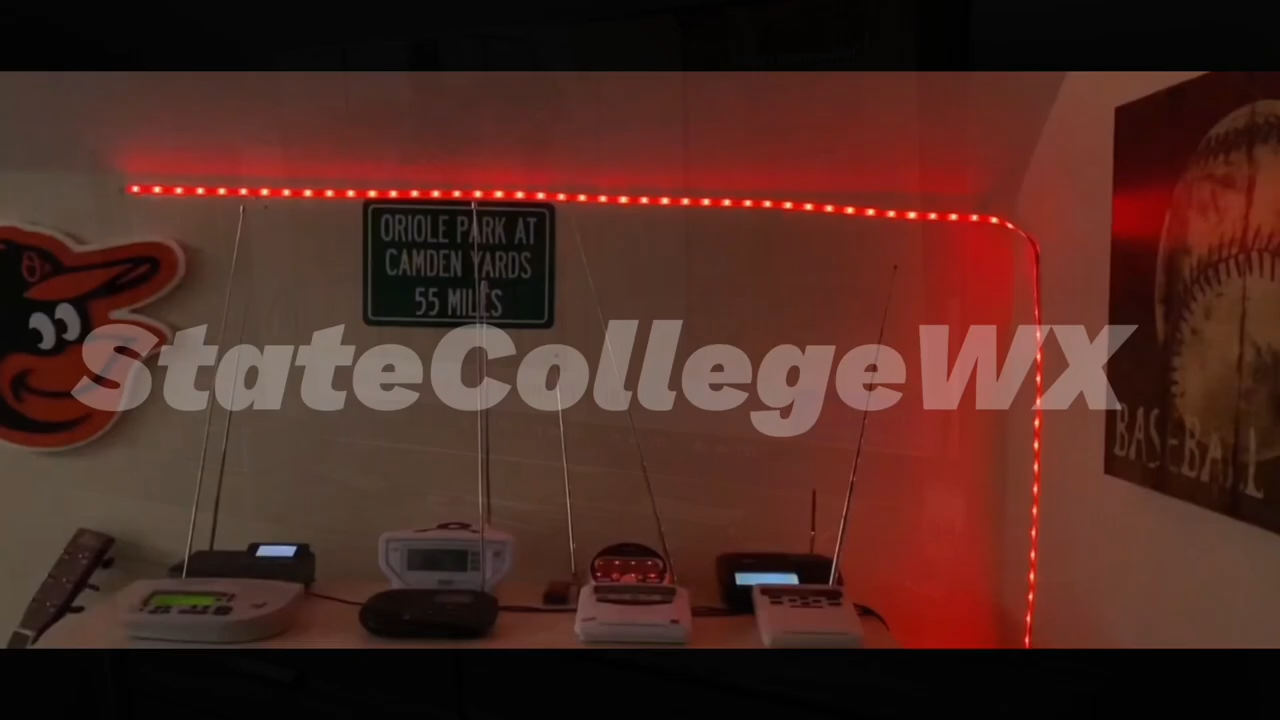 ORIOLE PARK AT
CAMDEN YARDS
55 MILES
StateCollegeWX
BASEBALL